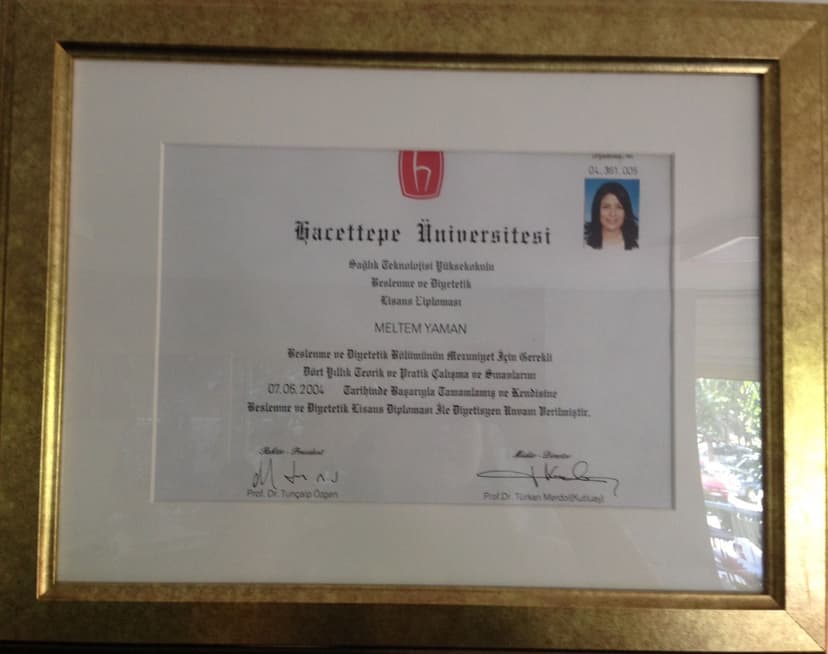 Diploma No
04. 361. 005
h
Hacettepe Üniversitesi
Sağlık Teknolojisi Yüksekokulu
Beslenme ve Diyetetik
Lisans Diploması
MELTEM YAMAN
Beslenme ve Diyetetik Bölümünün Mezuniyet İçin Gerekli
Dört Yıllık Teorik ve Pratik Çalışma ve Sınavlarını
07.06. 2004 Tarihinde Başarıyla Tamamlamış ve Kendisine
Beslenme ve Diyetetik Lisans Diploması İle Diyetisyen Unvanı Verilmiştir.
Rektör - President
Prof. Dr. Tunçalp Özgen
Müdür - Director
Prof.Dr. Türkan Merdol(Kutluay)